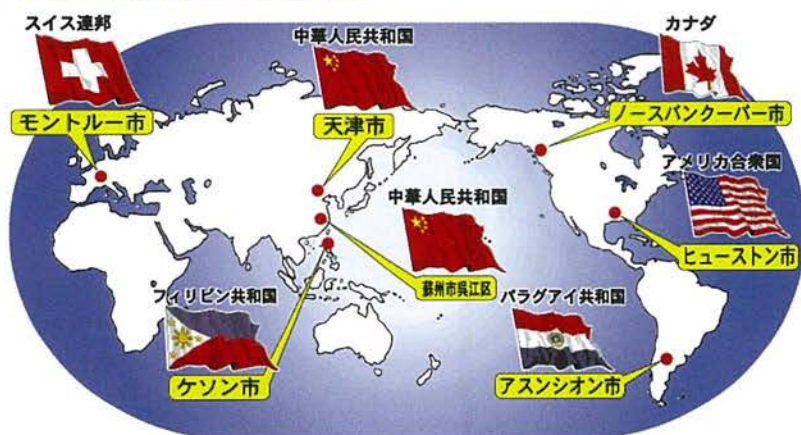 スイス連邦
モントルー市
中華人民共和国
天津市
カナダ
ノースバンクーバー市
アメリカ合衆国
ヒューストン市
中華人民共和国
蘇州市呉江区
フィリピン共和国
ケソン市
パラグアイ共和国
アスンシオン市